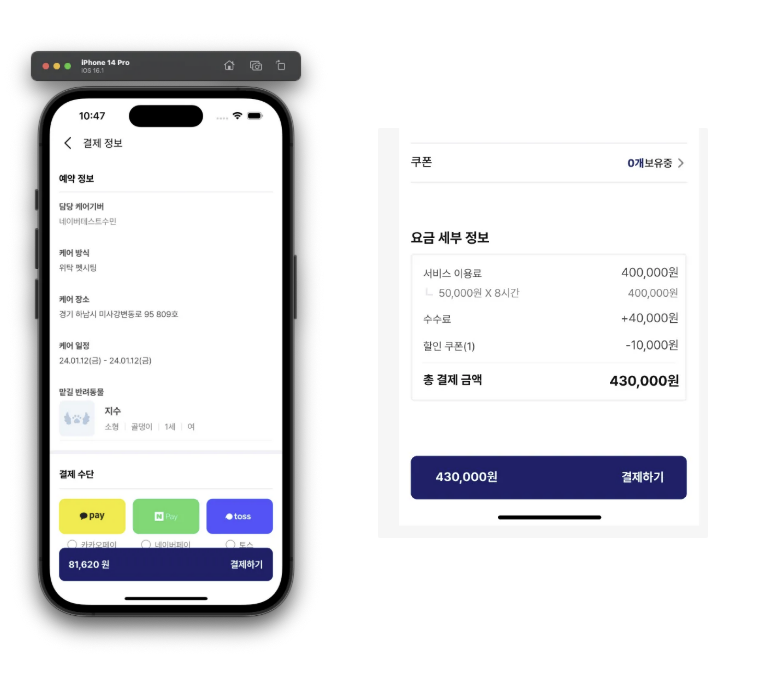 iPhone 14 Pro
iOS 16.1
10:47
결제 정보
예약 정보
담당 케어기버
네이버테스트수민
케어 방식
위탁 펫시팅
케어 장소
경기 하남시 미사강변동로 95 809호
케어 일정
24.01.12(금) - 24.01.12(금)
맡길 반려동물
지수
소형 | 골댕이 | 1세 | 여
결제 수단
pay
N Pay
toss
카카오페이
네이버페이
토스
81,620 원
결제하기
쿠폰
0개보유중
요금 세부 정보
서비스 이용료
400,000원
50,000원 X 8시간
400,000원
수수료
+40,000원
할인 쿠폰(1)
-10,000원
총 결제 금액
430,000원
430,000원
결제하기